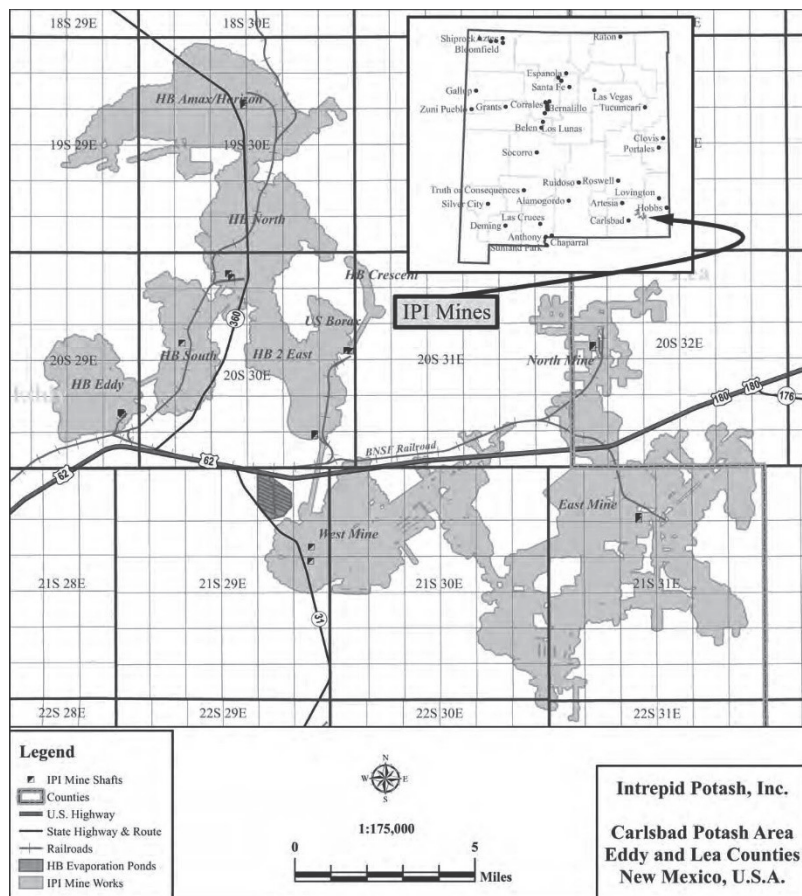 18S 29E
18S 30E
Shiprock
Aztec
Raton
Bloomfield
Espanola
Santa Fe
Gallup
Las Vegas
Zuni Pueblo
Grants
Corrales
Bernalillo
Tucumcari
Belen
Los Lunas
Clovis
Portales
Socorro
Truth or Consequences
Ruidoso
Roswell
Lovington
Silver City
Alamogordo
Artesia
Hobbs
Las Cruces
Carlsbad
Deming
Anthony
Chaparral
Sunland Park
HB Amax/Horizon
19S 29E
19S 30E
HB North
HB Crescent
IPI Mines
360
US Borax
20S 29E
HB South
HB 2 East
20S 31E
North Mine
20S 32E
HB Eddy
20S 30E
180
180
176
BNSF Railroad
62
62
62
East Mine
West Mine
21S 28E
21S 29E
21S 30E
21S 31E
31
22S 28E
22S 29E
22S 30E
22S 31E
Legend
IPI Mine Shafts
Counties
U.S. Highway
State Highway & Route
Railroads
HB Evaporation Ponds
IPI Mine Works
N
W
E
S
1:175,000
0
5
Miles
Intrepid Potash, Inc.
Carlsbad Potash Area
Eddy and Lea Counties
New Mexico, U.S.A.